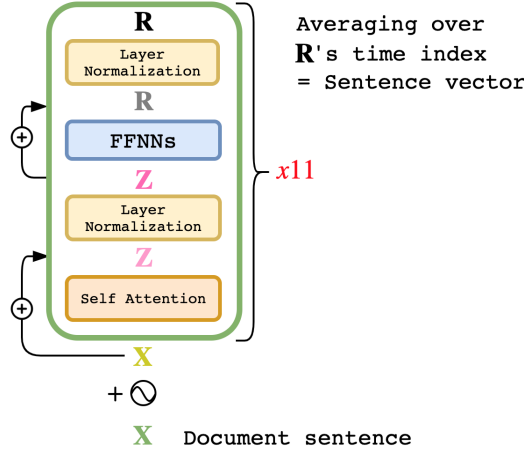 R
Layer
Normalization
R
FFNNs
Z
Layer
Normalization
Z
Self Attention
X
+
X Document sentence
+
+
x11
Averaging over
R's time index
= Sentence vector